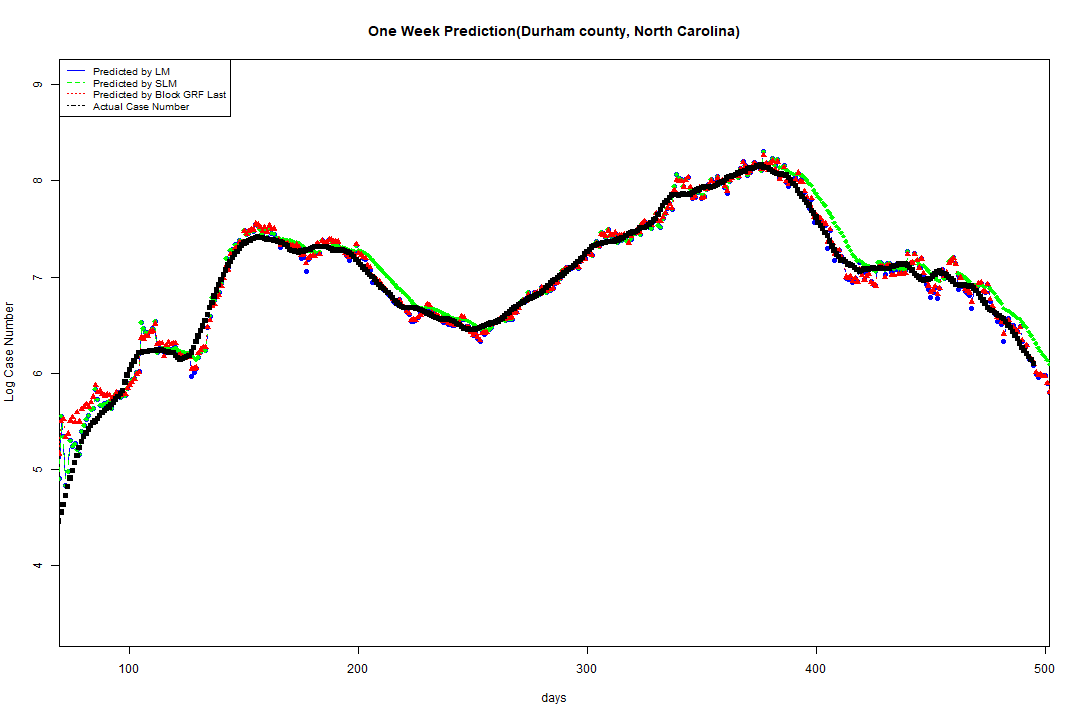 One Week Prediction(Durham county, North Carolina)
Predicted by LM
Predicted by SLM
Predicted by Block GRF Last
Actual Case Number
9
8
7
6
5
4
Log Case Number
100 200 300 400 500
days